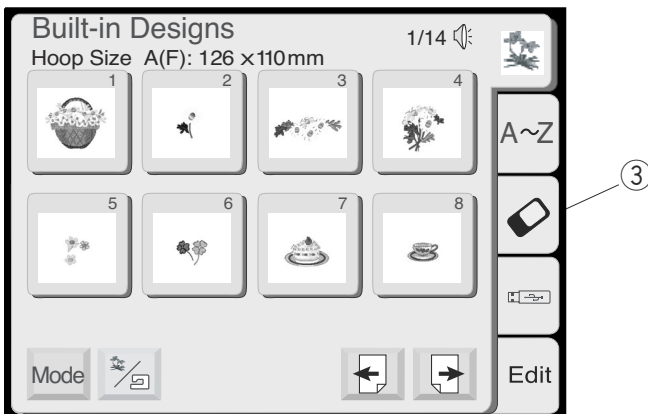 Built-in Designs
1/14
Hoop Size A(F): 126 ×110mm
1 2 3 4
A~Z
③
5 6 7 8
Mode
Edit